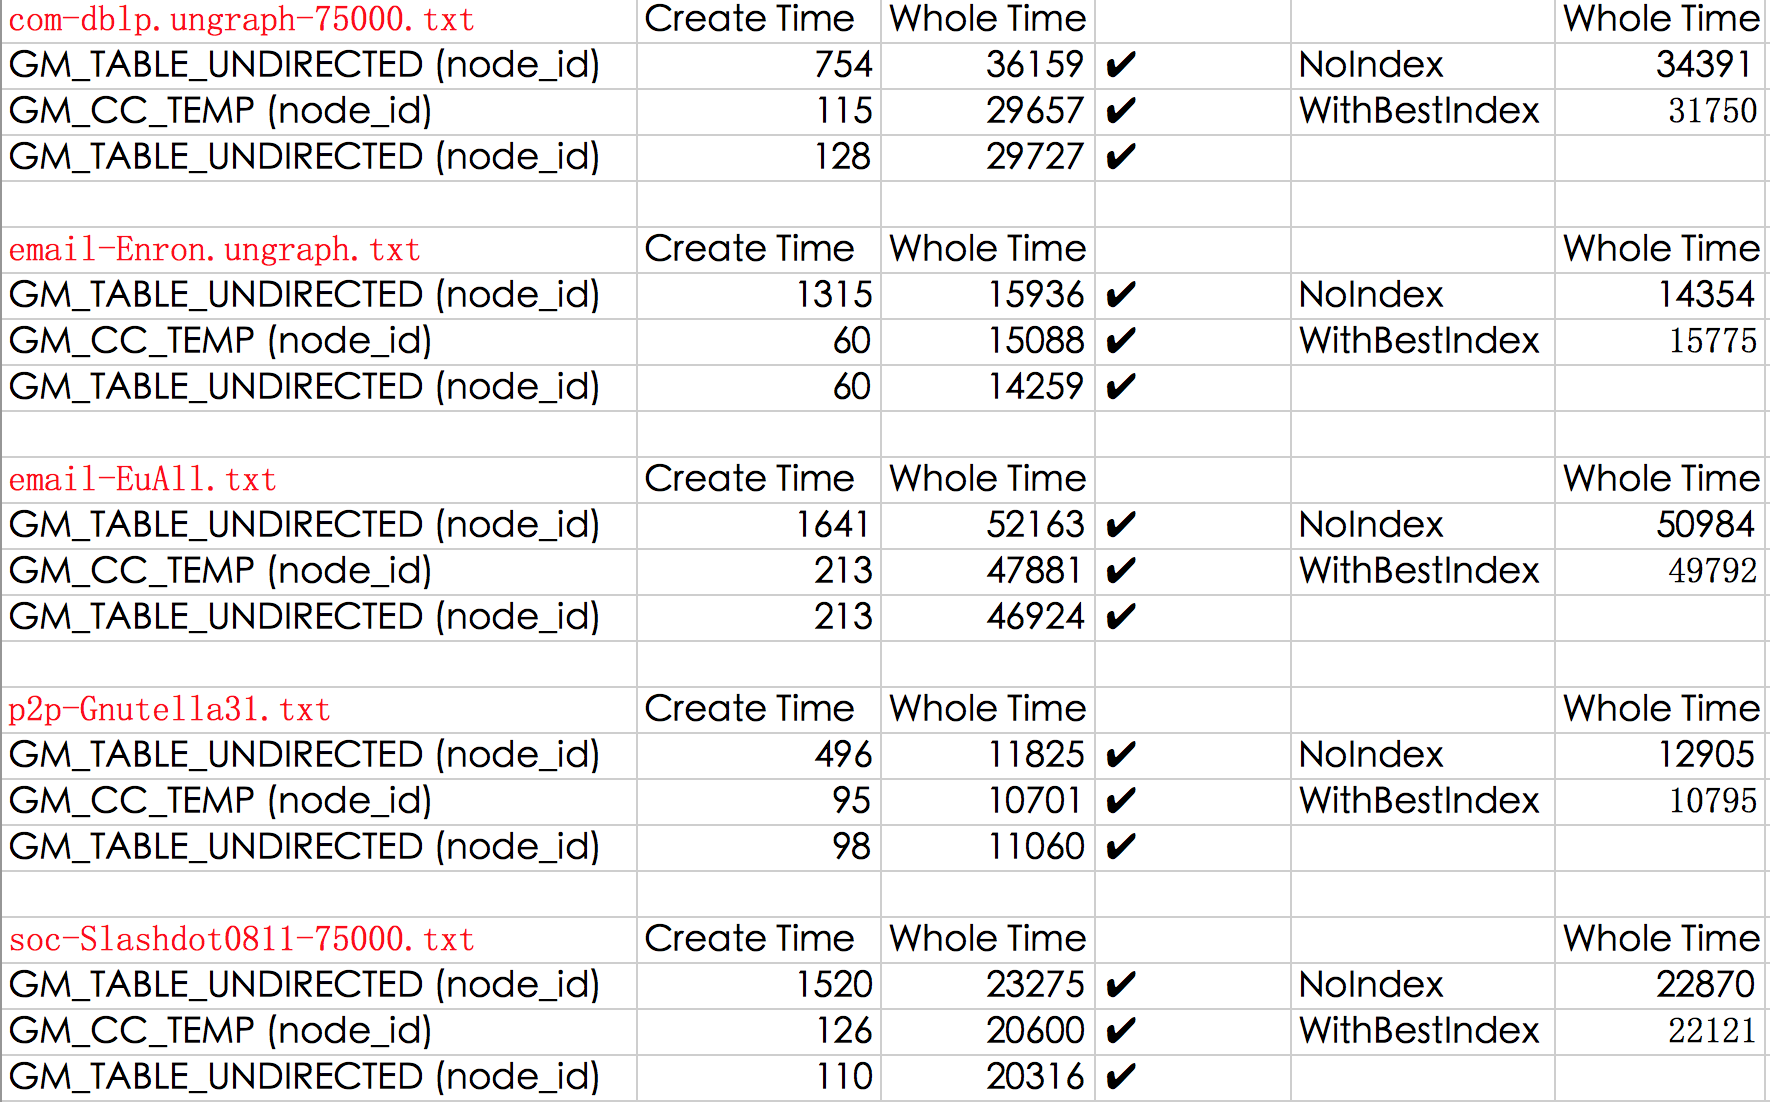 com-dblp.ungraph-75000.txt Create Time Whole Time Whole Time
GM_TABLE_UNDIRECTED (node_id) 754 36159 ✔ NoIndex 34391
GM_CC_TEMP (node_id) 115 29657 ✔ WithBestIndex 31750
GM_TABLE_UNDIRECTED (node_id) 128 29727 ✔
email-Enron.ungraph.txt Create Time Whole Time Whole Time
GM_TABLE_UNDIRECTED (node_id) 1315 15936 ✔ NoIndex 14354
GM_CC_TEMP (node_id) 60 15088 ✔ WithBestIndex 15775
GM_TABLE_UNDIRECTED (node_id) 60 14259 ✔
email-EuAll.txt Create Time Whole Time Whole Time
GM_TABLE_UNDIRECTED (node_id) 1641 52163 ✔ NoIndex 50984
GM_CC_TEMP (node_id) 213 47881 ✔ WithBestIndex 49792
GM_TABLE_UNDIRECTED (node_id) 213 46924 ✔
p2p-Gnutella31.txt Create Time Whole Time Whole Time
GM_TABLE_UNDIRECTED (node_id) 496 11825 ✔ NoIndex 12905
GM_CC_TEMP (node_id) 95 10701 ✔ WithBestIndex 10795
GM_TABLE_UNDIRECTED (node_id) 98 11060 ✔
soc-Slashdot0811-75000.txt Create Time Whole Time Whole Time
GM_TABLE_UNDIRECTED (node_id) 1520 23275 ✔ NoIndex 22870
GM_CC_TEMP (node_id) 126 20600 ✔ WithBestIndex 22121
GM_TABLE_UNDIRECTED (node_id) 110 20316 ✔